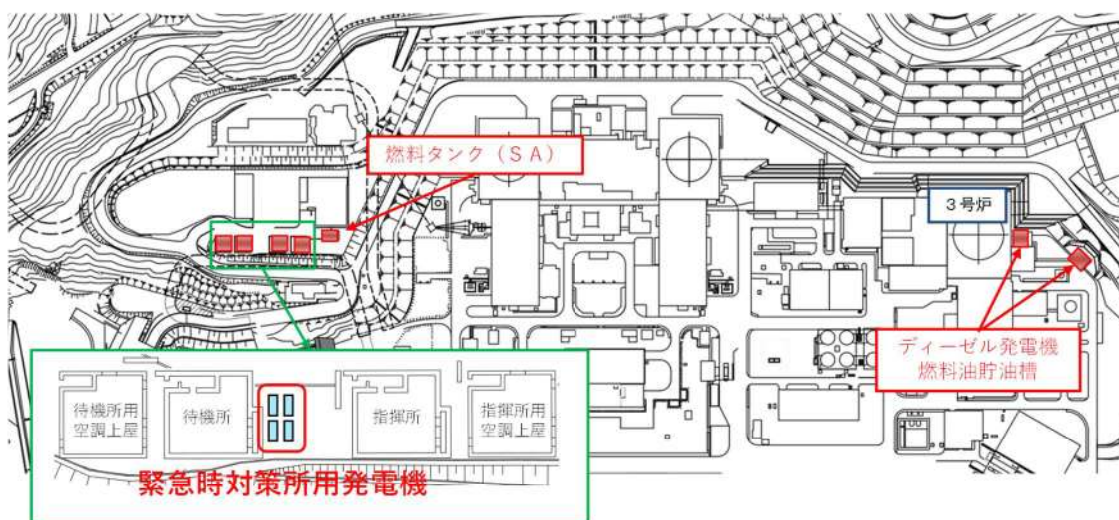 燃料タンク（ＳＡ）
３号炉
ディーゼル発電機
燃料油貯油槽
待機所用
空調上屋
待機所
指揮所
指揮所用
空調上屋
緊急時対策所用発電機